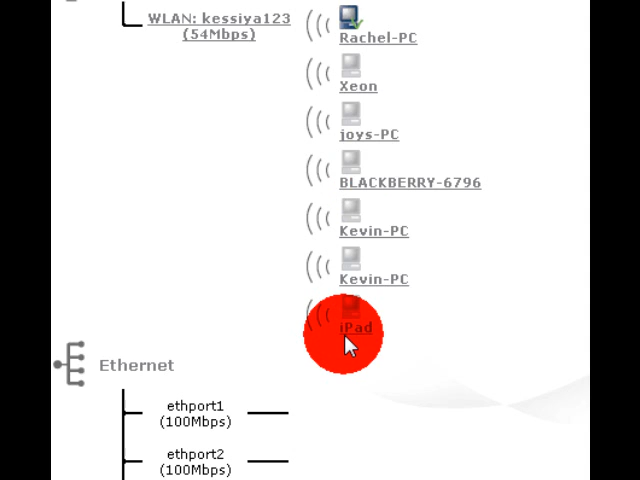 WLAN: kessiya123
(54Mbps)
Rachel-PC
Xeon
joys-PC
BLACKBERRY-6796
Kevin-PC
Kevin-PC
iPad
Ethernet
ethport1
(100Mbps)
ethport2
(100Mbps)